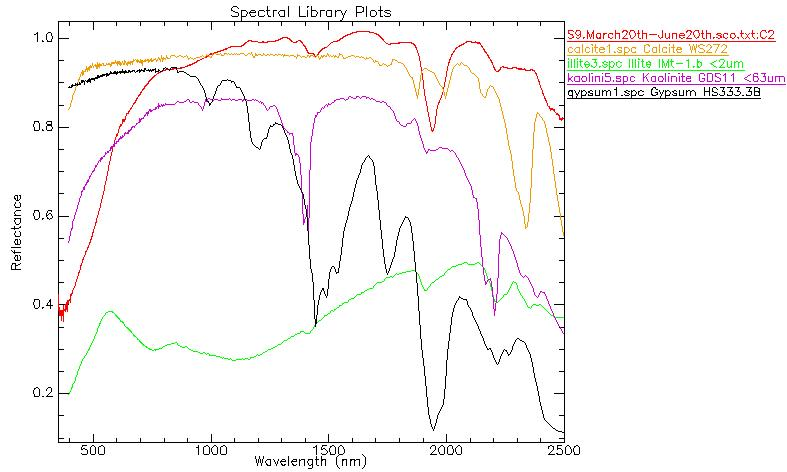 Spectral Library Plots
S9.March20th-June20th.sco.txt:C2
calcite1.spc Calcite WS272
illite3.spc Illite IMt-1.b <2um
kaolini5.spc Kaolinite GDS11 <63um
gypsum1.spc Gypsum HS333.3B
Reflectance
1.0
0.8
0.6
0.4
0.2
500
1000
1500
2000
2500
Wavelength (nm)